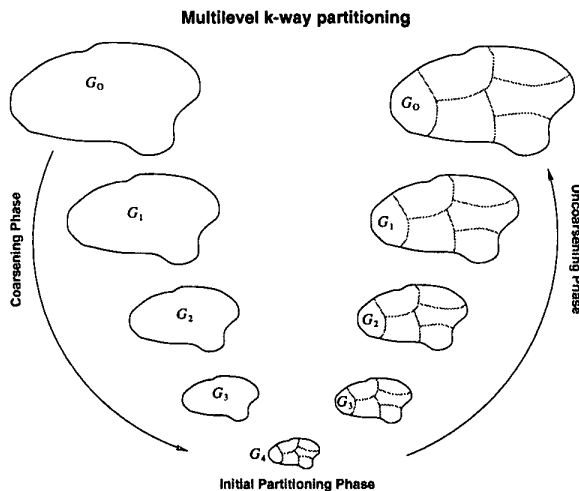 Multilevel k-way partitioning
G₀
G₀
Coarsening Phase
Uncoarsening Phase
G₁
G₁
G₂
G₂
G₃
G₃
G₄
Initial Partitioning Phase